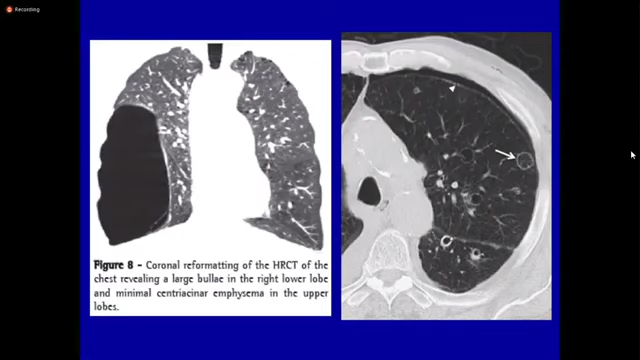 Recording
Figure 8 - Coronal reformatting of the HRCT of the
chest revealing a large bullae in the right lower lobe
and minimal centriacinar emphysema in the upper
lobes.